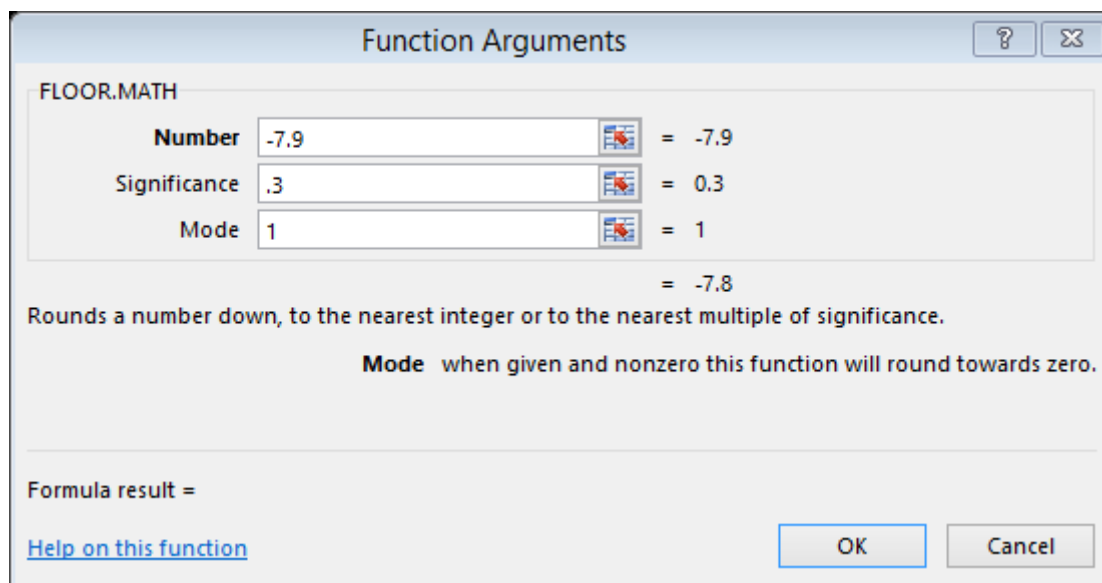 Function Arguments
?
FLOOR.MATH
Number -7.9 = -7.9
Significance .3 = 0.3
Mode 1 = 1
= -7.8
Rounds a number down, to the nearest integer or to the nearest multiple of significance.
Mode when given and nonzero this function will round towards zero.
Formula result =
Help on this function OK Cancel